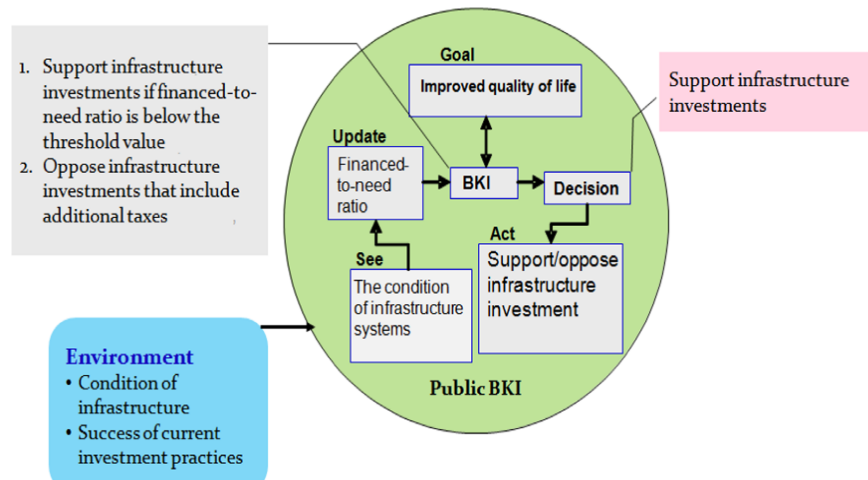 1. Support infrastructure
investments if financed-to-
need ratio is below the
threshold value
2. Oppose infrastructure
investments that include
additional taxes
Goal
Improved quality of life
Support infrastructure
investments
Update
Financed-
to-need
ratio
BKI
Decision
See
The condition
of infrastructure
systems
Act
Support/oppose
infrastructure
investment
Public BKI
Environment
• Condition of
infrastructure
• Success of current
investment practices